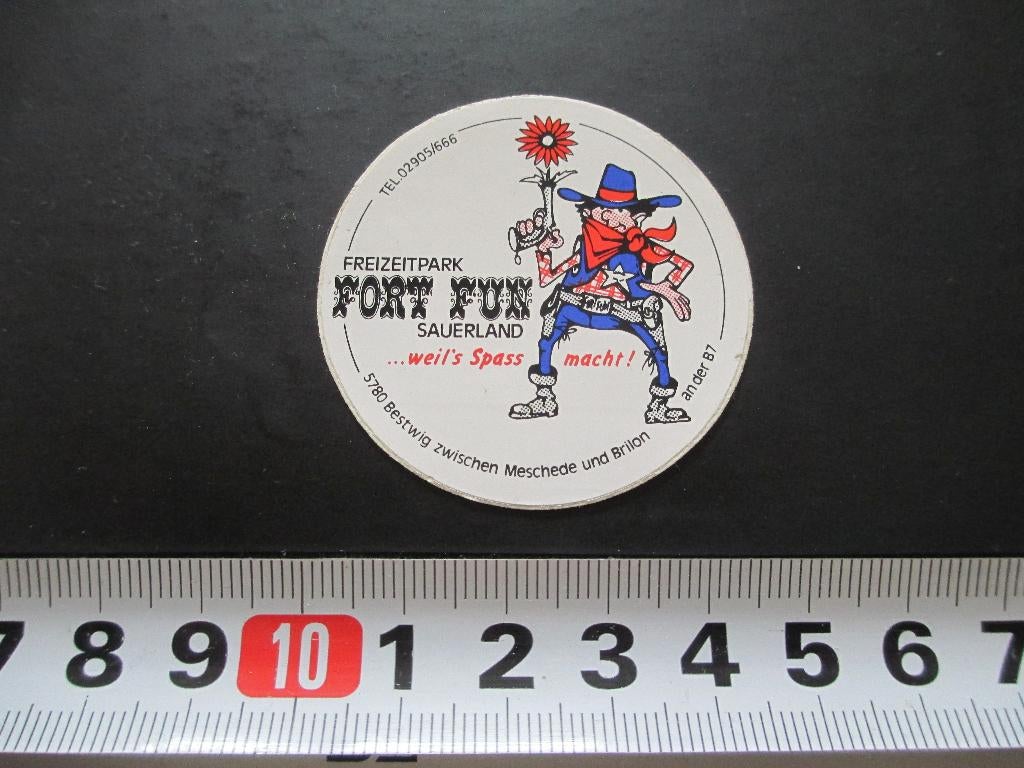 TEL.02905/666
FREIZEITPARK
FORT FUN
SAUERLAND
...weil's Spass macht!
5780 Bestwig zwischen Meschede und Brilon an der B7
7 8 9 10 1 2 3 4 5 6 7